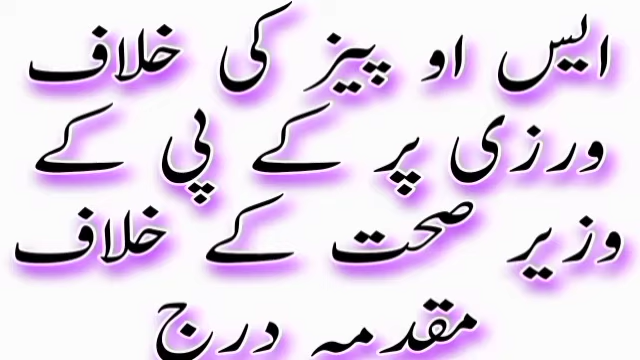 ایس او پیز کی خلاف
ورزی پر کے پی کے
وزیر صحت کے خلاف
مقدمہ درج